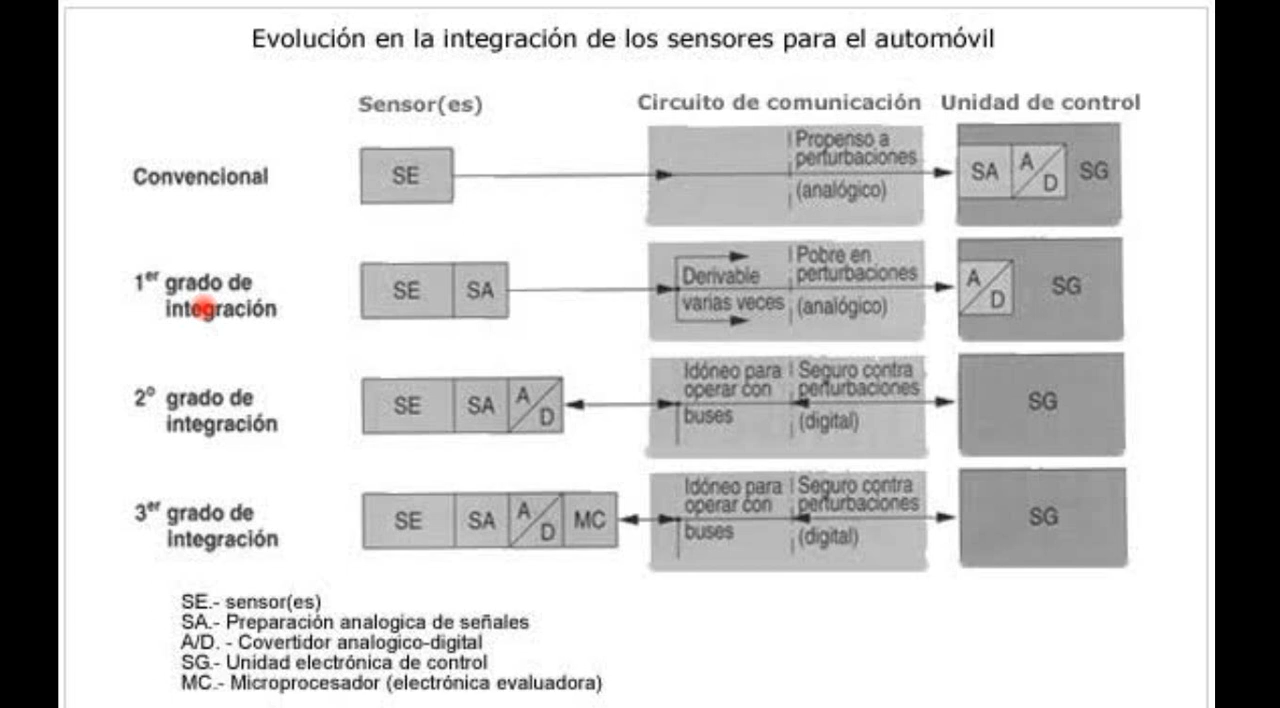 Evolución en la integración de los sensores para el automóvil
Sensor(es)
Circuito de comunicación
Unidad de control
Convencional
SE
Propenso a
perturbaciones
(analógico)
SA
A
D
SG
1er grado de
integración
SE
SA
Derivable
varias veces
Pobre en
perturbaciones
(analógico)
A
D
SG
2º grado de
integración
SE
SA
A
D
Idóneo para
operar con
buses
Seguro contra
perturbaciones
(digital)
SG
3er grado de
integración
SE
SA
A
D
MC
Idóneo para
operar con
buses
Seguro contra
perturbaciones
(digital)
SG
SE.- sensor(es)
SA.- Preparación analogica de señales
A/D. - Covertidor analogico-digital
SG.- Unidad electrónica de control
MC.- Microprocesador (electrónica evaluadora)